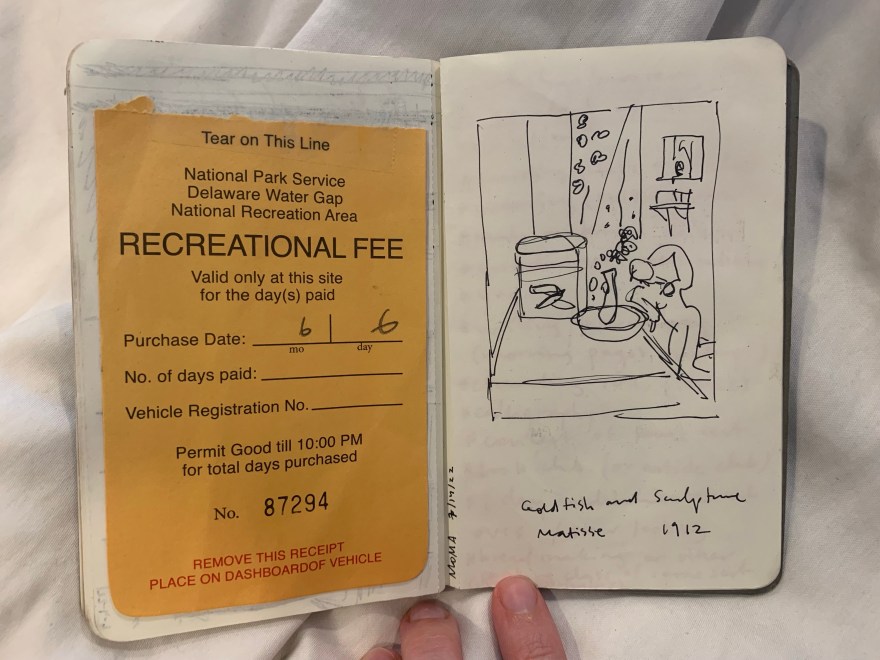 Tear on This Line
National Park Service
Delaware Water Gap
National Recreation Area
RECREATIONAL FEE
Valid only at this site
for the day(s) paid
Purchase Date: 6 6
mo day
No. of days paid:
Vehicle Registration No.
Permit Good till 10:00 PM
for total days purchased
No. 87294
REMOVE THIS RECEIPT
PLACE ON DASHBOARDOF VEHICLE
MOMA
Goldfish and Sculpture
Matisse 1912